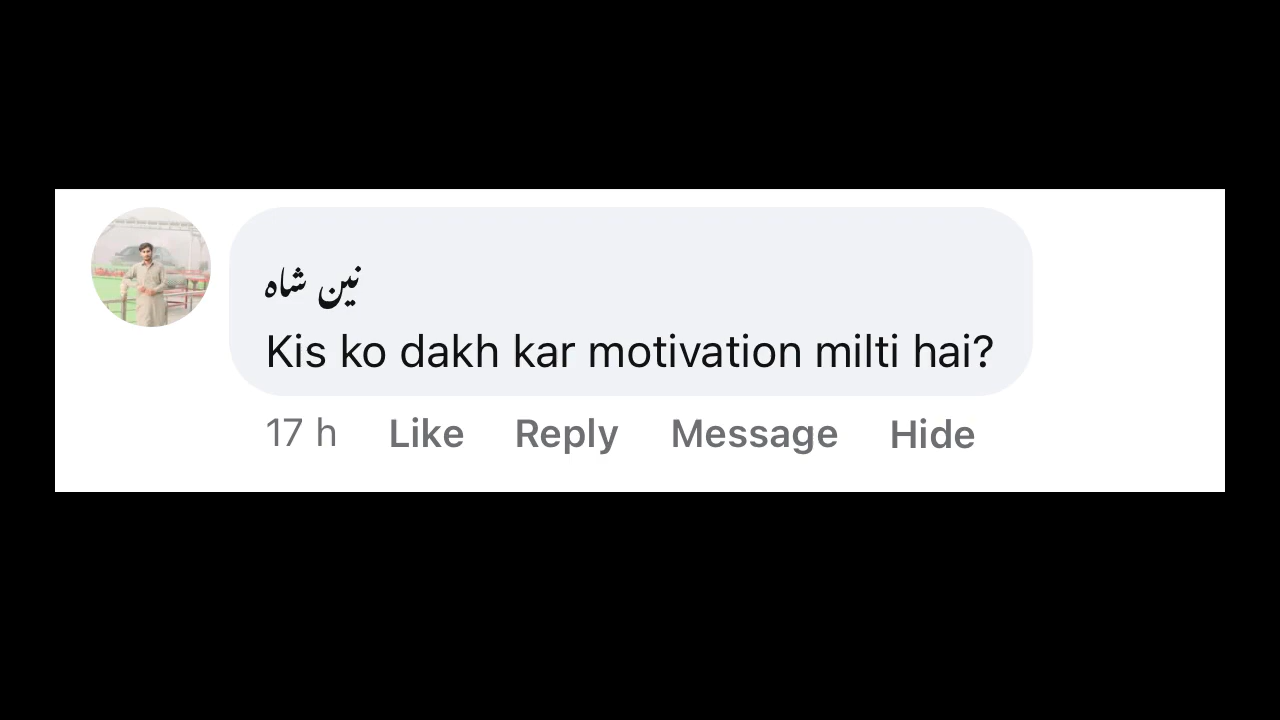 نین شاہ
Kis ko dakh kar motivation milti hai?
17 h Like Reply Message Hide